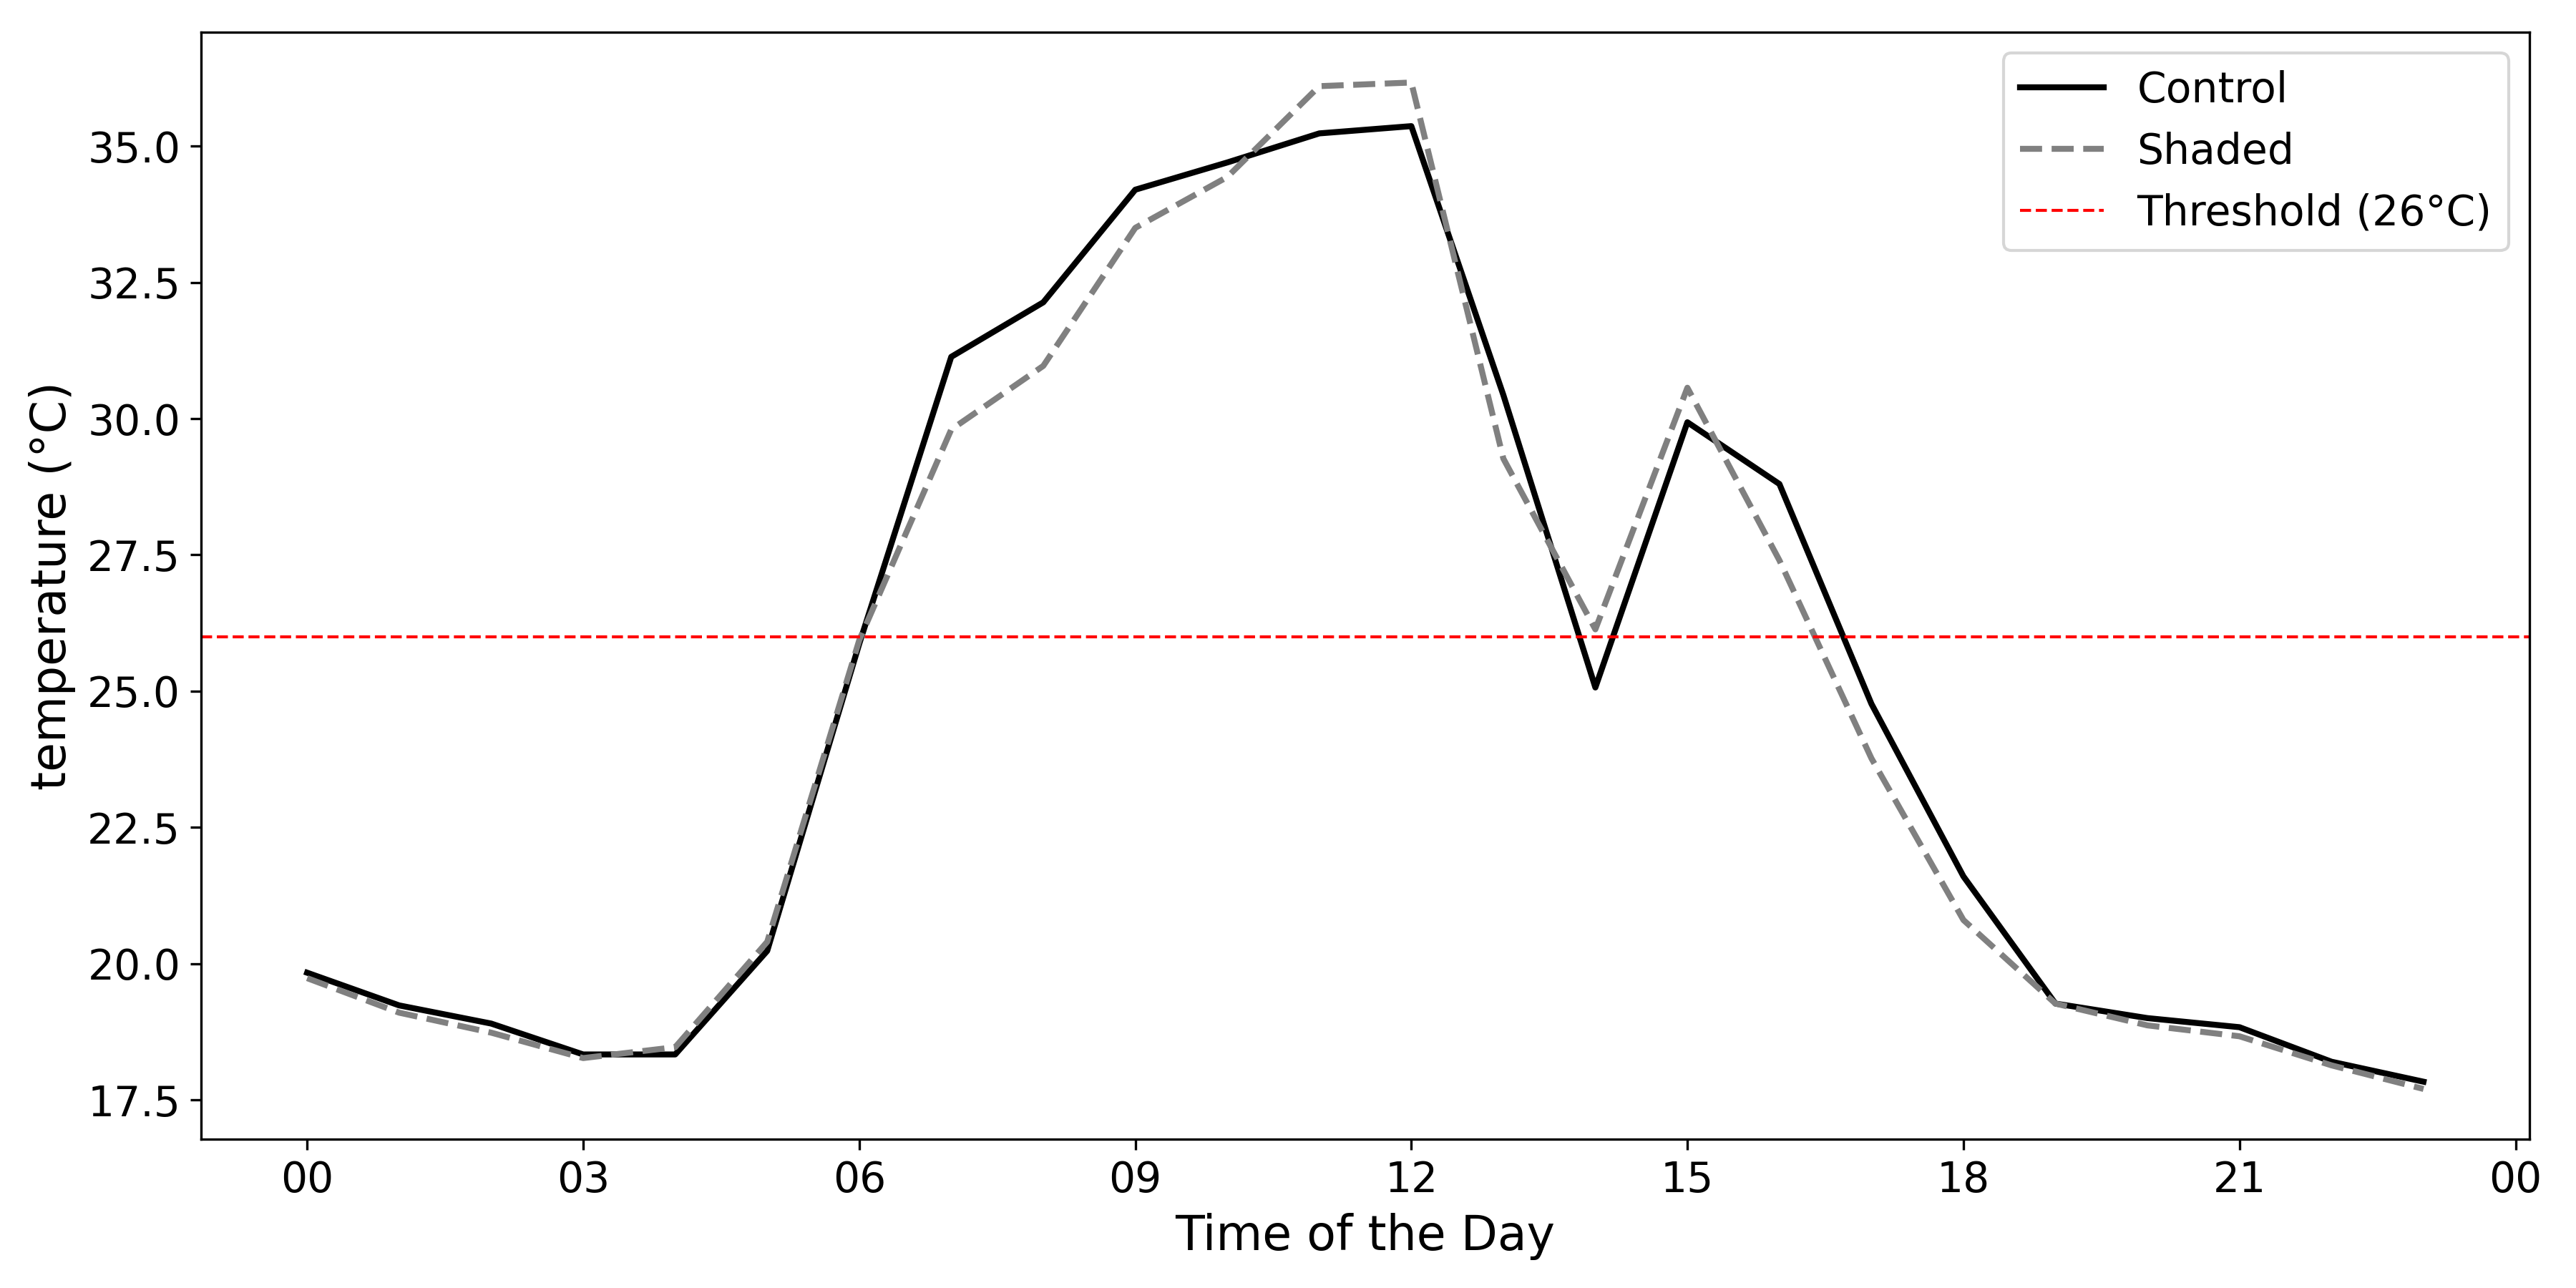 Control
Shaded
Threshold (26°C)
temperature (°C)
35.0
32.5
30.0
27.5
25.0
22.5
20.0
17.5
00 03 06 09 12 15 18 21 00
Time of the Day